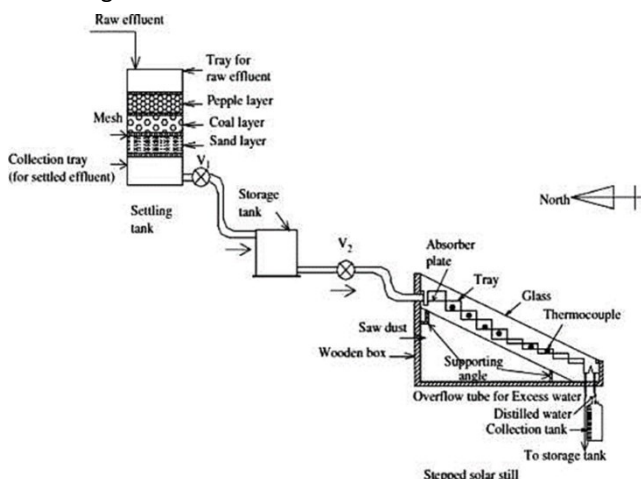 Raw effluent
Tray for
raw effluent
Pepple layer
Mesh
Coal layer
Sand layer
Collection tray
(for settled effluent)
V1
Settling
tank
Storage
tank
North
V2
Absorber
plate
Tray
Glass
Thermocouple
Saw dust
Wooden box
Supporting
angle
Overflow tube for Excess water
Distilled water
Collection tank
To storage tank
Stepped solar still